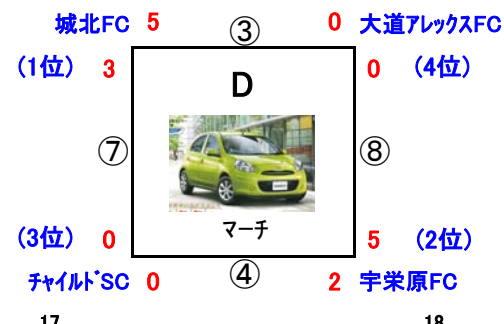 城北FC 5 ③ 0 大道アレックスFC
(1位) 3 D 0 (4位)
⑦ ⑧
マーチ
(3位) 0 5 (2位)
チャイルドSC 0 ④ 2 宇栄原FC
17 18